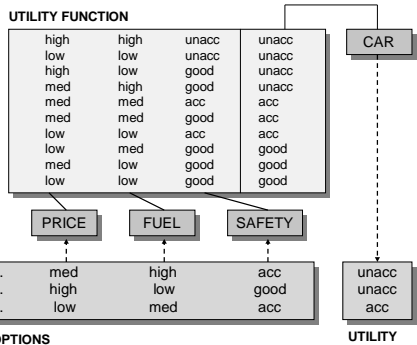 UTILITY FUNCTION
high high unacc unacc
low low unacc unacc
high low good unacc
med high good unacc
med med acc acc
med med good acc
low low acc acc
low med good good
med low good good
low low good good
CAR
PRICE FUEL SAFETY
. med high acc unacc
. high low good unacc
. low med acc acc
PTIONS UTILITY